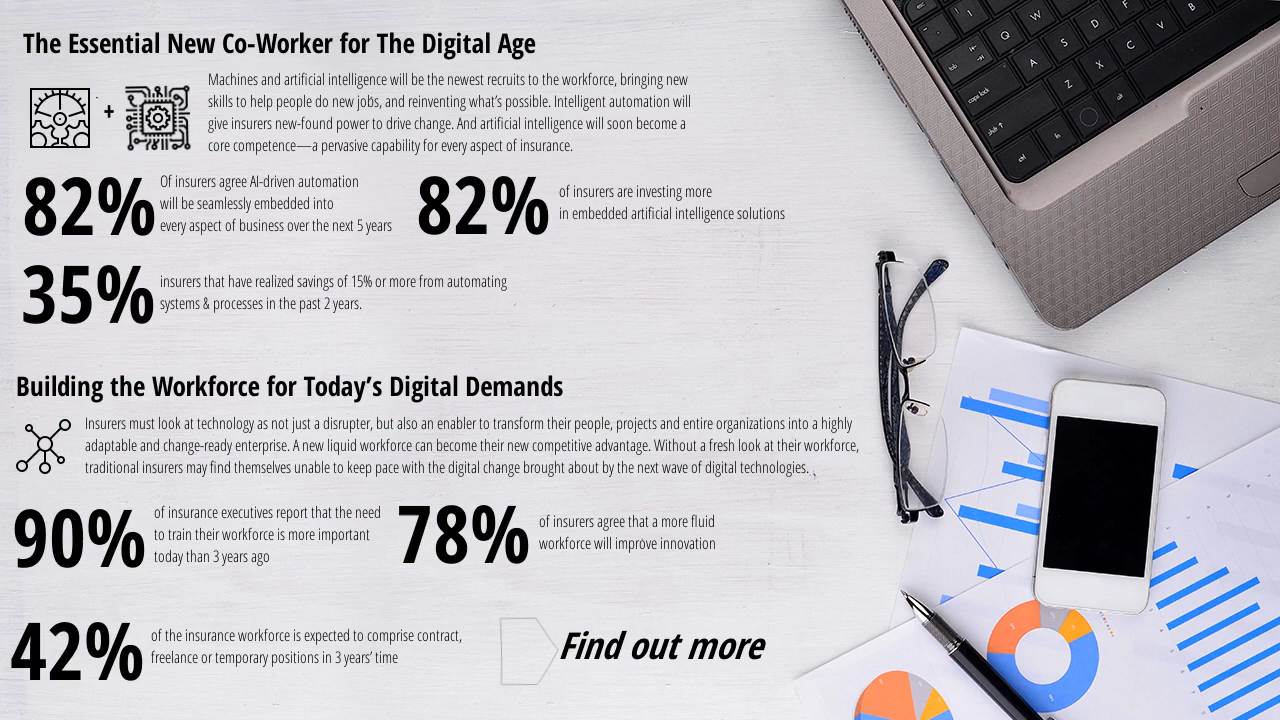 The Essential New Co-Worker for The Digital Age
Machines and artificial intelligence will be the newest recruits to the workforce, bringing new
skills to help people do new jobs, and reinventing what's possible. Intelligent automation will
give insurers new-found power to drive change. And artificial intelligence will soon become a
core competence—a pervasive capability for every aspect of insurance.
+
82%
Of insurers agree AI-driven automation
will be seamlessly embedded into
every aspect of business over the next 5 years
82%
of insurers are investing more
in embedded artificial intelligence solutions
35%
insurers that have realized savings of 15% or more from automating
systems & processes in the past 2 years.
Building the Workforce for Today's Digital Demands
Insurers must look at technology as not just a disruptor, but also an enabler to transform their people, projects and entire organizations into a highly
adaptable and change-ready enterprise. A new liquid workforce can become their new competitive advantage. Without a fresh look at their workforce,
traditional insurers may find themselves unable to keep pace with the digital change brought about by the next wave of digital technologies. .
90%
of insurance executives report that the need
to train their workforce is more important
today than 3 years ago
78%
of insurers agree that a more fluid
workforce will improve innovation
42%
of the insurance workforce is expected to comprise contract,
freelance or temporary positions in 3 years' time
Find out more
Q W
A S D F
Z X C V B
caps lock
shift
ctrl
fn
alt